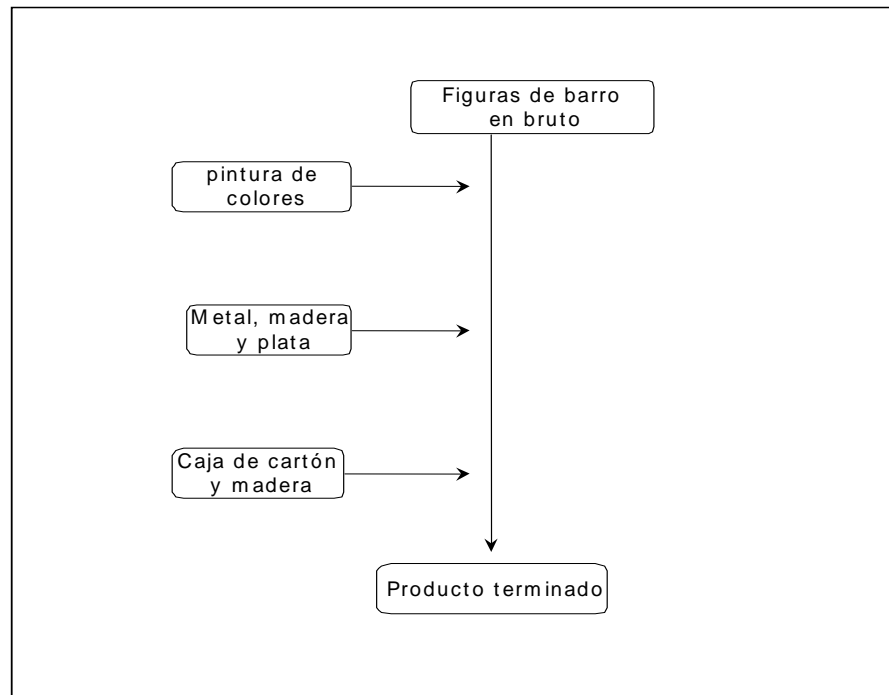 Figuras de barro
en bruto
pintura de
colores
Metal, madera
y plata
Caja de cartón
y madera
Producto terminado